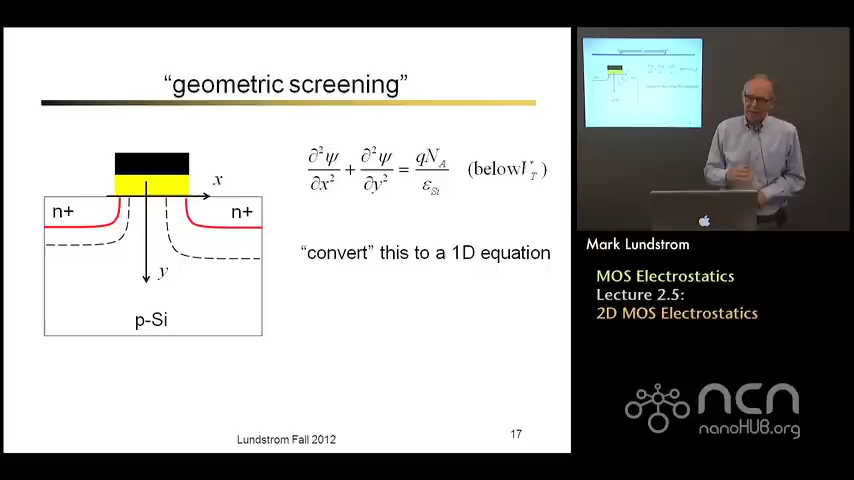 “geometric screening”
x
n+
n+
y
p-Si
∂²ψ/∂x² + ∂²ψ/∂y² = qN_A/ε_Si (below V_T)
“convert” this to a 1D equation
Lundstrom Fall 2012
17
Mark Lundstrom
MOS Electrostatics
Lecture 2.5:
2D MOS Electrostatics
ncn
nanoHUB.org